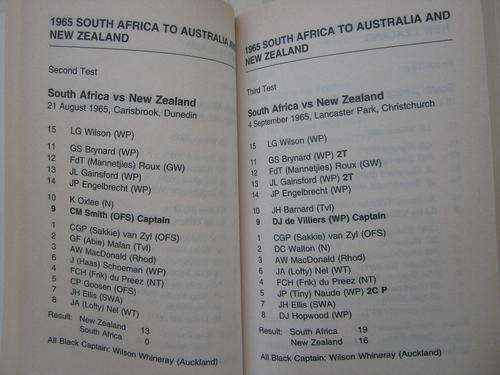 1965 SOUTH AFRICA TO AUSTRALIA AND
NEW ZEALAND
Second Test
South Africa vs New Zealand
21 August 1965, Carisbrook, Dunedin
15 LG Wilson (WP)
11 GS Brynard (WP)
12 FdT (Mannetjies) Roux (GW)
13 JL Gainsford (WP)
14 JP Engelbrecht (WP)
10 K Oxlee (N)
9 CM Smith (OFS) Captain
1 CGP (Sakkie) van Zyl (OFS)
2 GF (Abie) Malan (Tvl)
3 AW MacDonald (Rhod)
6 J (Haas) Schoeman (WP)
4 FCH (Frik) du Preez (NT)
5 CP Goosen (OFS)
7 JH Ellis (SWA)
8 JA (Lofty) Nel (WT)
Result: New Zealand 13
South Africa 0
All Black Captain: Wilson Whineray (Auckland)
1965 SOUTH AFRICA TO AUSTRALIA AND
NEW ZEALAND
Third Test
South Africa vs New Zealand
4 September 1965, Lancaster Park, Christchurch
15 LG Wilson (WP)
11 GS Brynard (WP) 2T
12 FdT (Mannetjies) Roux (GW)
13 JL Gainsford (WP) 2T
14 JP Engelbrecht (WP)
10 JH Barnard (Tvl)
9 DJ de Villiers (WP) Captain
1 CGP (Sakkie) van Zyl (OFS)
2 DC Walton (N)
3 AW MacDonald (Rhod)
6 JA (Lofty) Nel (WT)
4 FCH (Frik) du Preez (NT)
5 JP (Tiny) Naude (WP) 2C P
7 JH Ellis (SWA)
8 DJ Hopwood (WP)
Result: South Africa 19
New Zealand 16
All Black Captain: Wilson Whineray (Auckland)